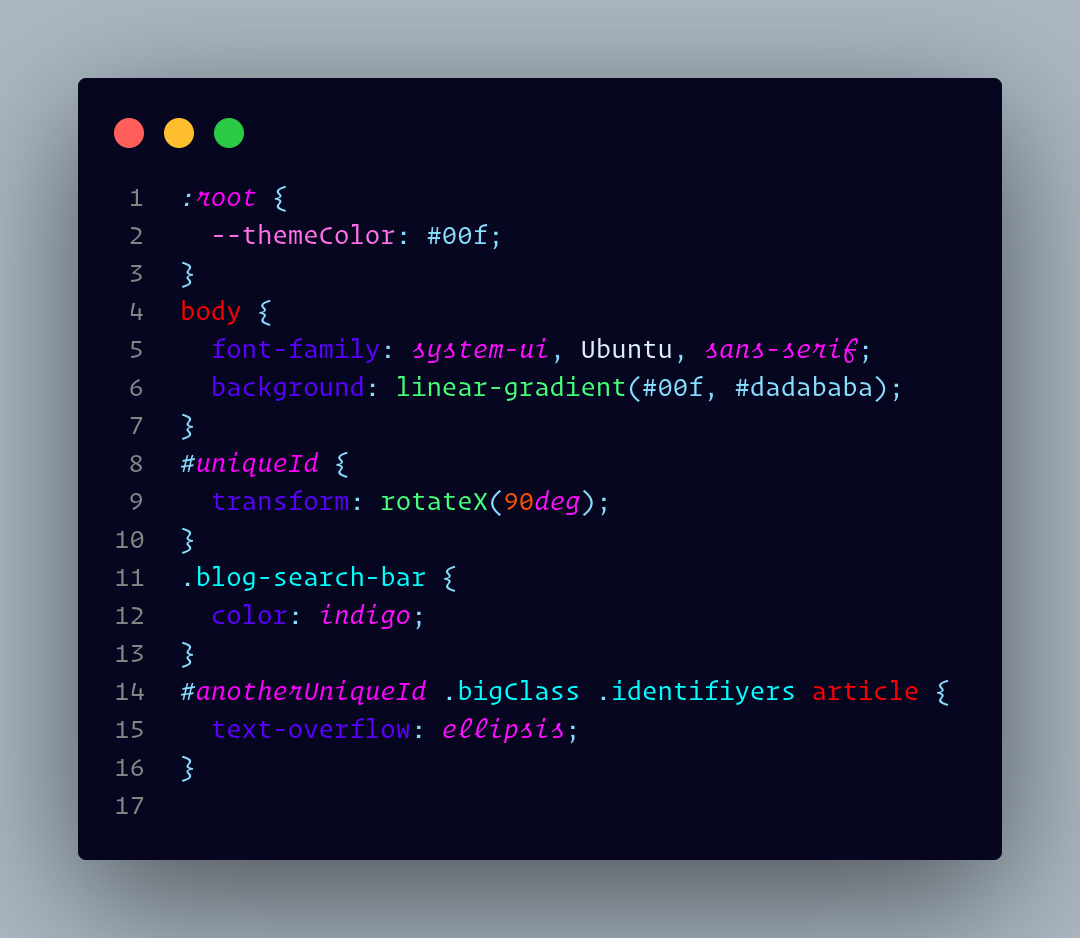 1 :root {
2 --themeColor: #00f;
3 }
4 body {
5 font-family: system-ui, Ubuntu, sans-serif;
6 background: linear-gradient(#00f, #dadababa);
7 }
8 #uniqueId {
9 transform: rotateX(90deg);
10 }
11 .blog-search-bar {
12 color: indigo;
13 }
14 #anotherUniqueId .bigClass .identifiyers article {
15 text-overflow: ellipsis;
16 }
17